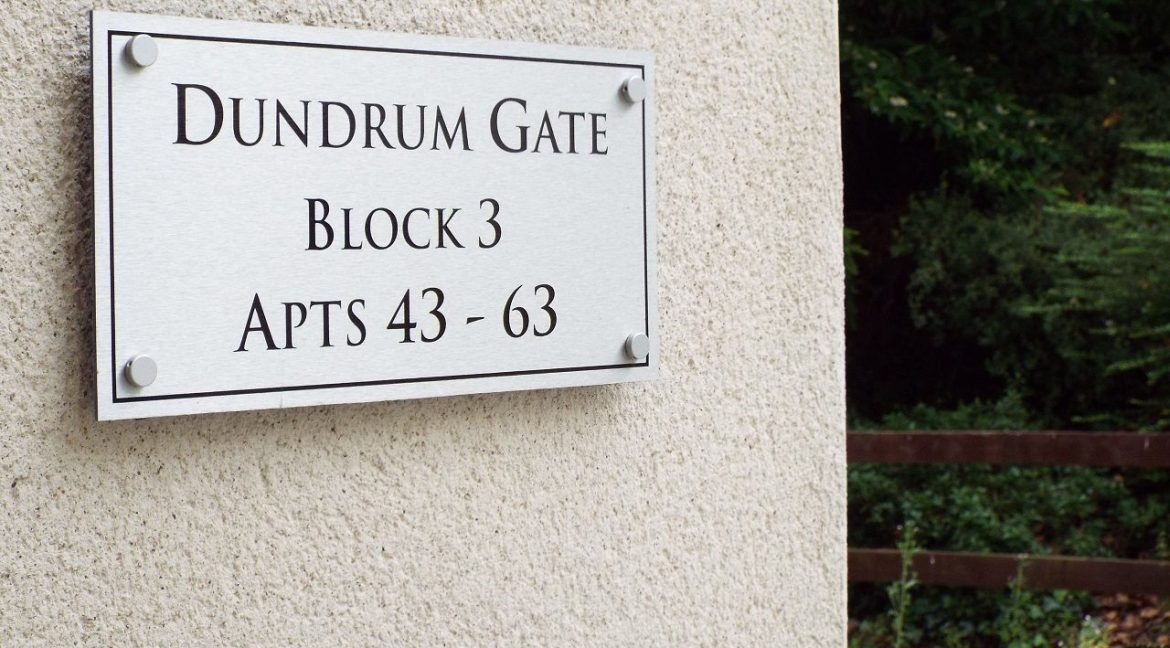 Dundrum Gate
Block 3
Apts 43 - 63